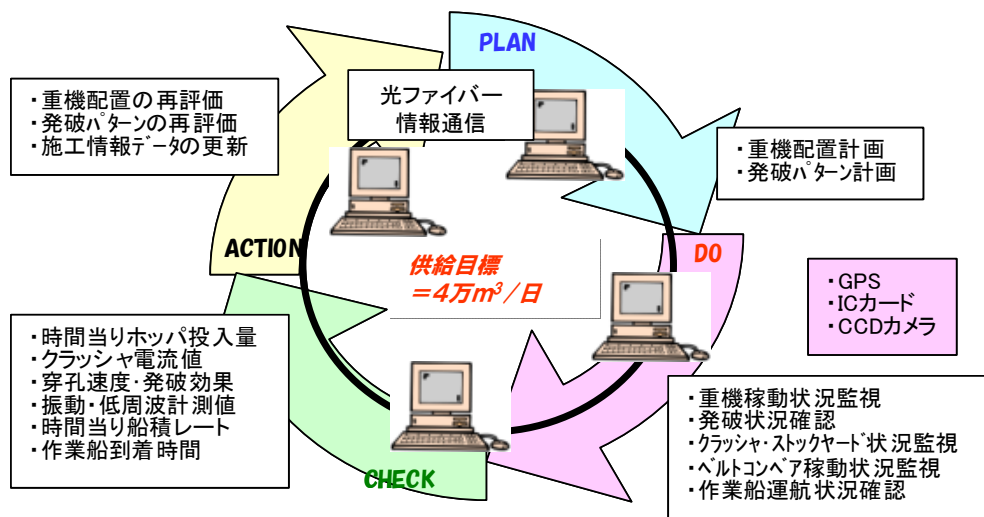 PLAN
光ファイバー
情報通信
・重機配置の再評価
・発破パターンの再評価
・施工情報データの更新
・重機配置計画
・発破パターン計画
ACTION
DO
供給目標
＝4万m³/日
・GPS
・ICカード
・CCDカメラ
・時間当りホッパ投入量
・クラッシャ電流値
・穿孔速度・発破効果
・振動・低周波計測値
・時間当り船積レート
・作業船到着時間
・重機稼動状況監視
・発破状況確認
・クラッシャ・ストックヤード状況監視
・ベルトコンベア稼動状況監視
・作業船運航状況確認
CHECK